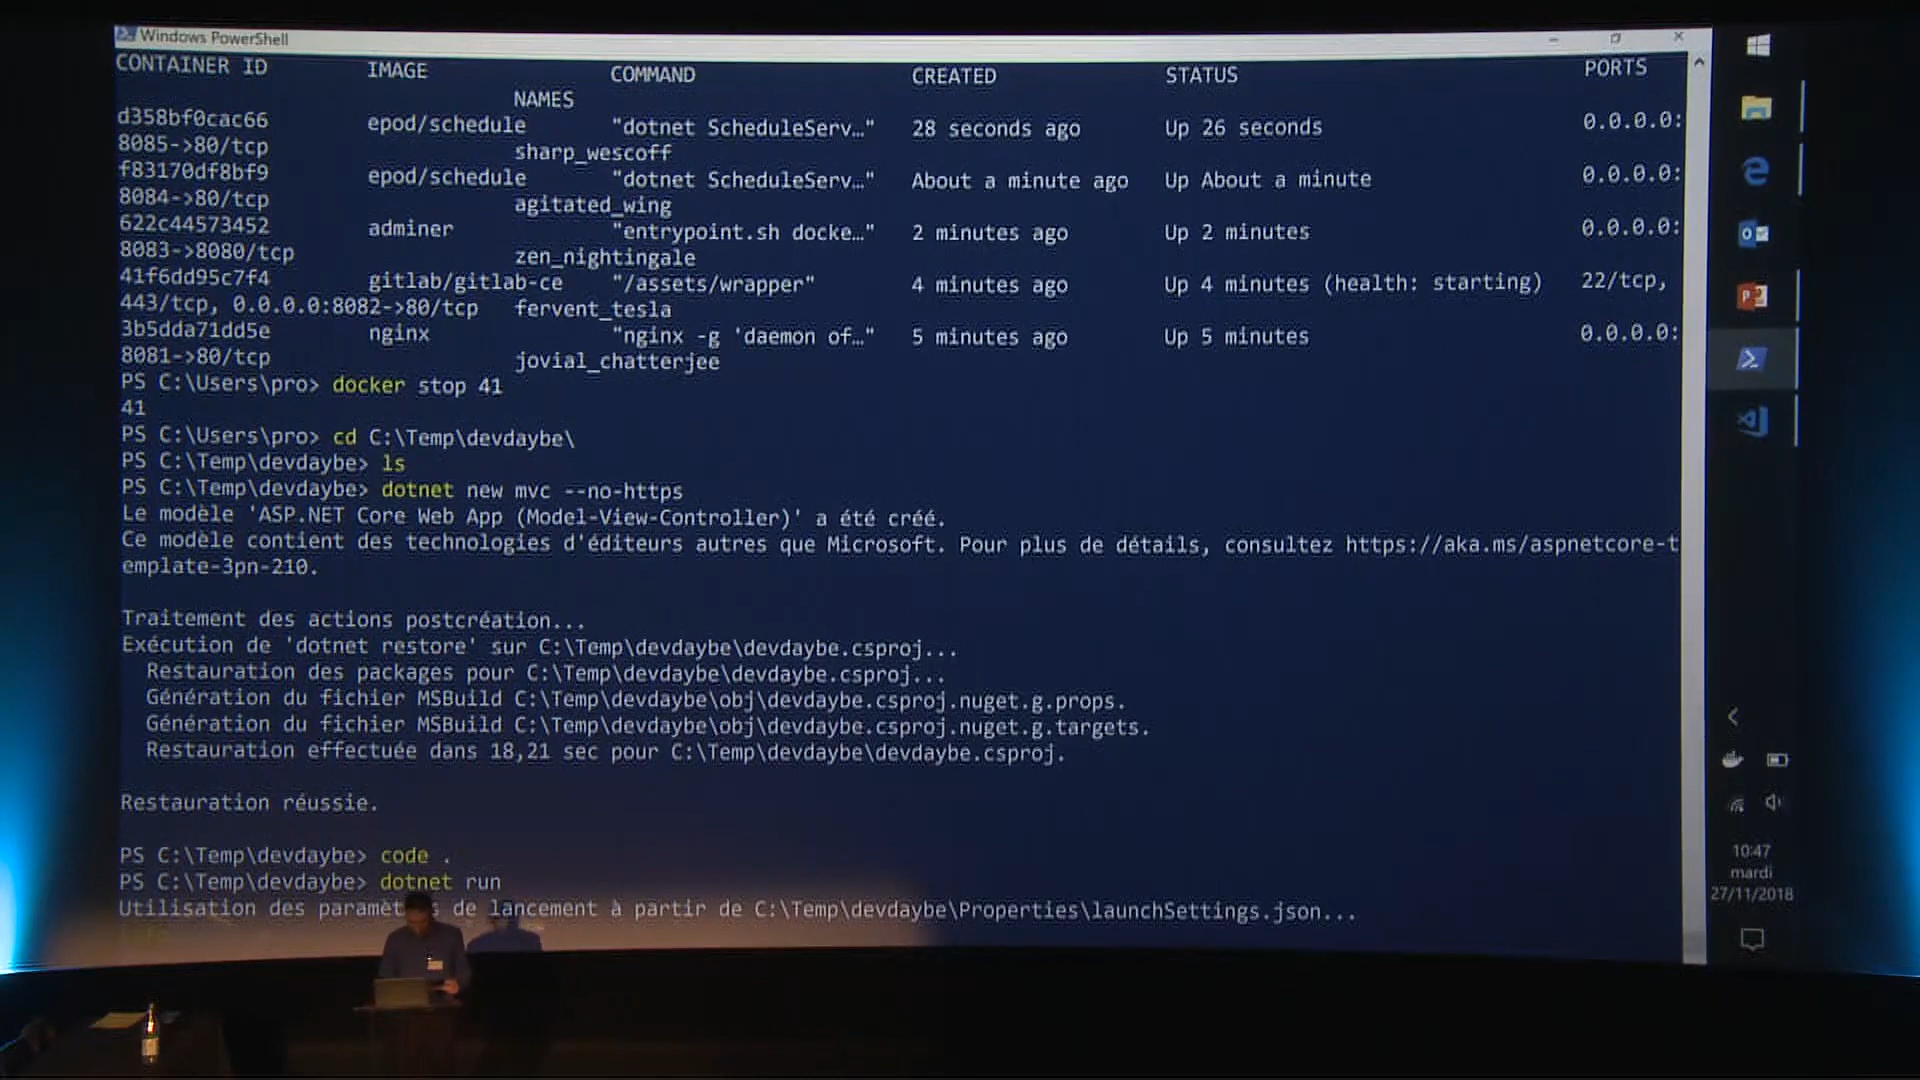 Windows PowerShell
CONTAINER ID IMAGE COMMAND CREATED STATUS PORTS
NAMES
d358bf0cac66 epod/schedule "dotnet ScheduleServ…" 28 seconds ago Up 26 seconds 0.0.0.0:
8085->80/tcp sharp_wescoff
f83170df8bf9 epod/schedule "dotnet ScheduleServ…" About a minute ago Up About a minute 0.0.0.0:
8084->80/tcp agitated_wing
622c44573452 adminer "entrypoint.sh docke…" 2 minutes ago Up 2 minutes 0.0.0.0:
8083->8080/tcp zen_nightingale
41f6dd95c7f4 gitlab/gitlab-ce "/assets/wrapper" 4 minutes ago Up 4 minutes (health: starting) 22/tcp,
443/tcp, 0.0.0.0:8082->80/tcp fervent_tesla
3b5dda71dd5e nginx "nginx -g 'daemon of…" 5 minutes ago Up 5 minutes 0.0.0.0:
8081->80/tcp jovial_chatterjee
PS C:\Users\pro> docker stop 41
41
PS C:\Users\pro> cd C:\Temp\devdaybe\
PS C:\Temp\devdaybe> ls
PS C:\Temp\devdaybe> dotnet new mvc --no-https
Le modèle 'ASP.NET Core Web App (Model-View-Controller)' a été créé.
Ce modèle contient des technologies d'éditeurs autres que Microsoft. Pour plus de détails, consultez https://aka.ms/aspnetcore-t
emplate-3pn-210.
Traitement des actions postcréation...
Exécution de 'dotnet restore' sur C:\Temp\devdaybe\devdaybe.csproj...
Restauration des packages pour C:\Temp\devdaybe\devdaybe.csproj...
Génération du fichier MSBuild C:\Temp\devdaybe\obj\devdaybe.csproj.nuget.g.props.
Génération du fichier MSBuild C:\Temp\devdaybe\obj\devdaybe.csproj.nuget.g.targets.
Restauration effectuée dans 18,21 sec pour C:\Temp\devdaybe\devdaybe.csproj.
Restauration réussie.
PS C:\Temp\devdaybe> code .
PS C:\Temp\devdaybe> dotnet run
Utilisation des paramètres de lancement à partir de C:\Temp\devdaybe\Properties\launchSettings.json...
10:47
mardi
27/11/2018